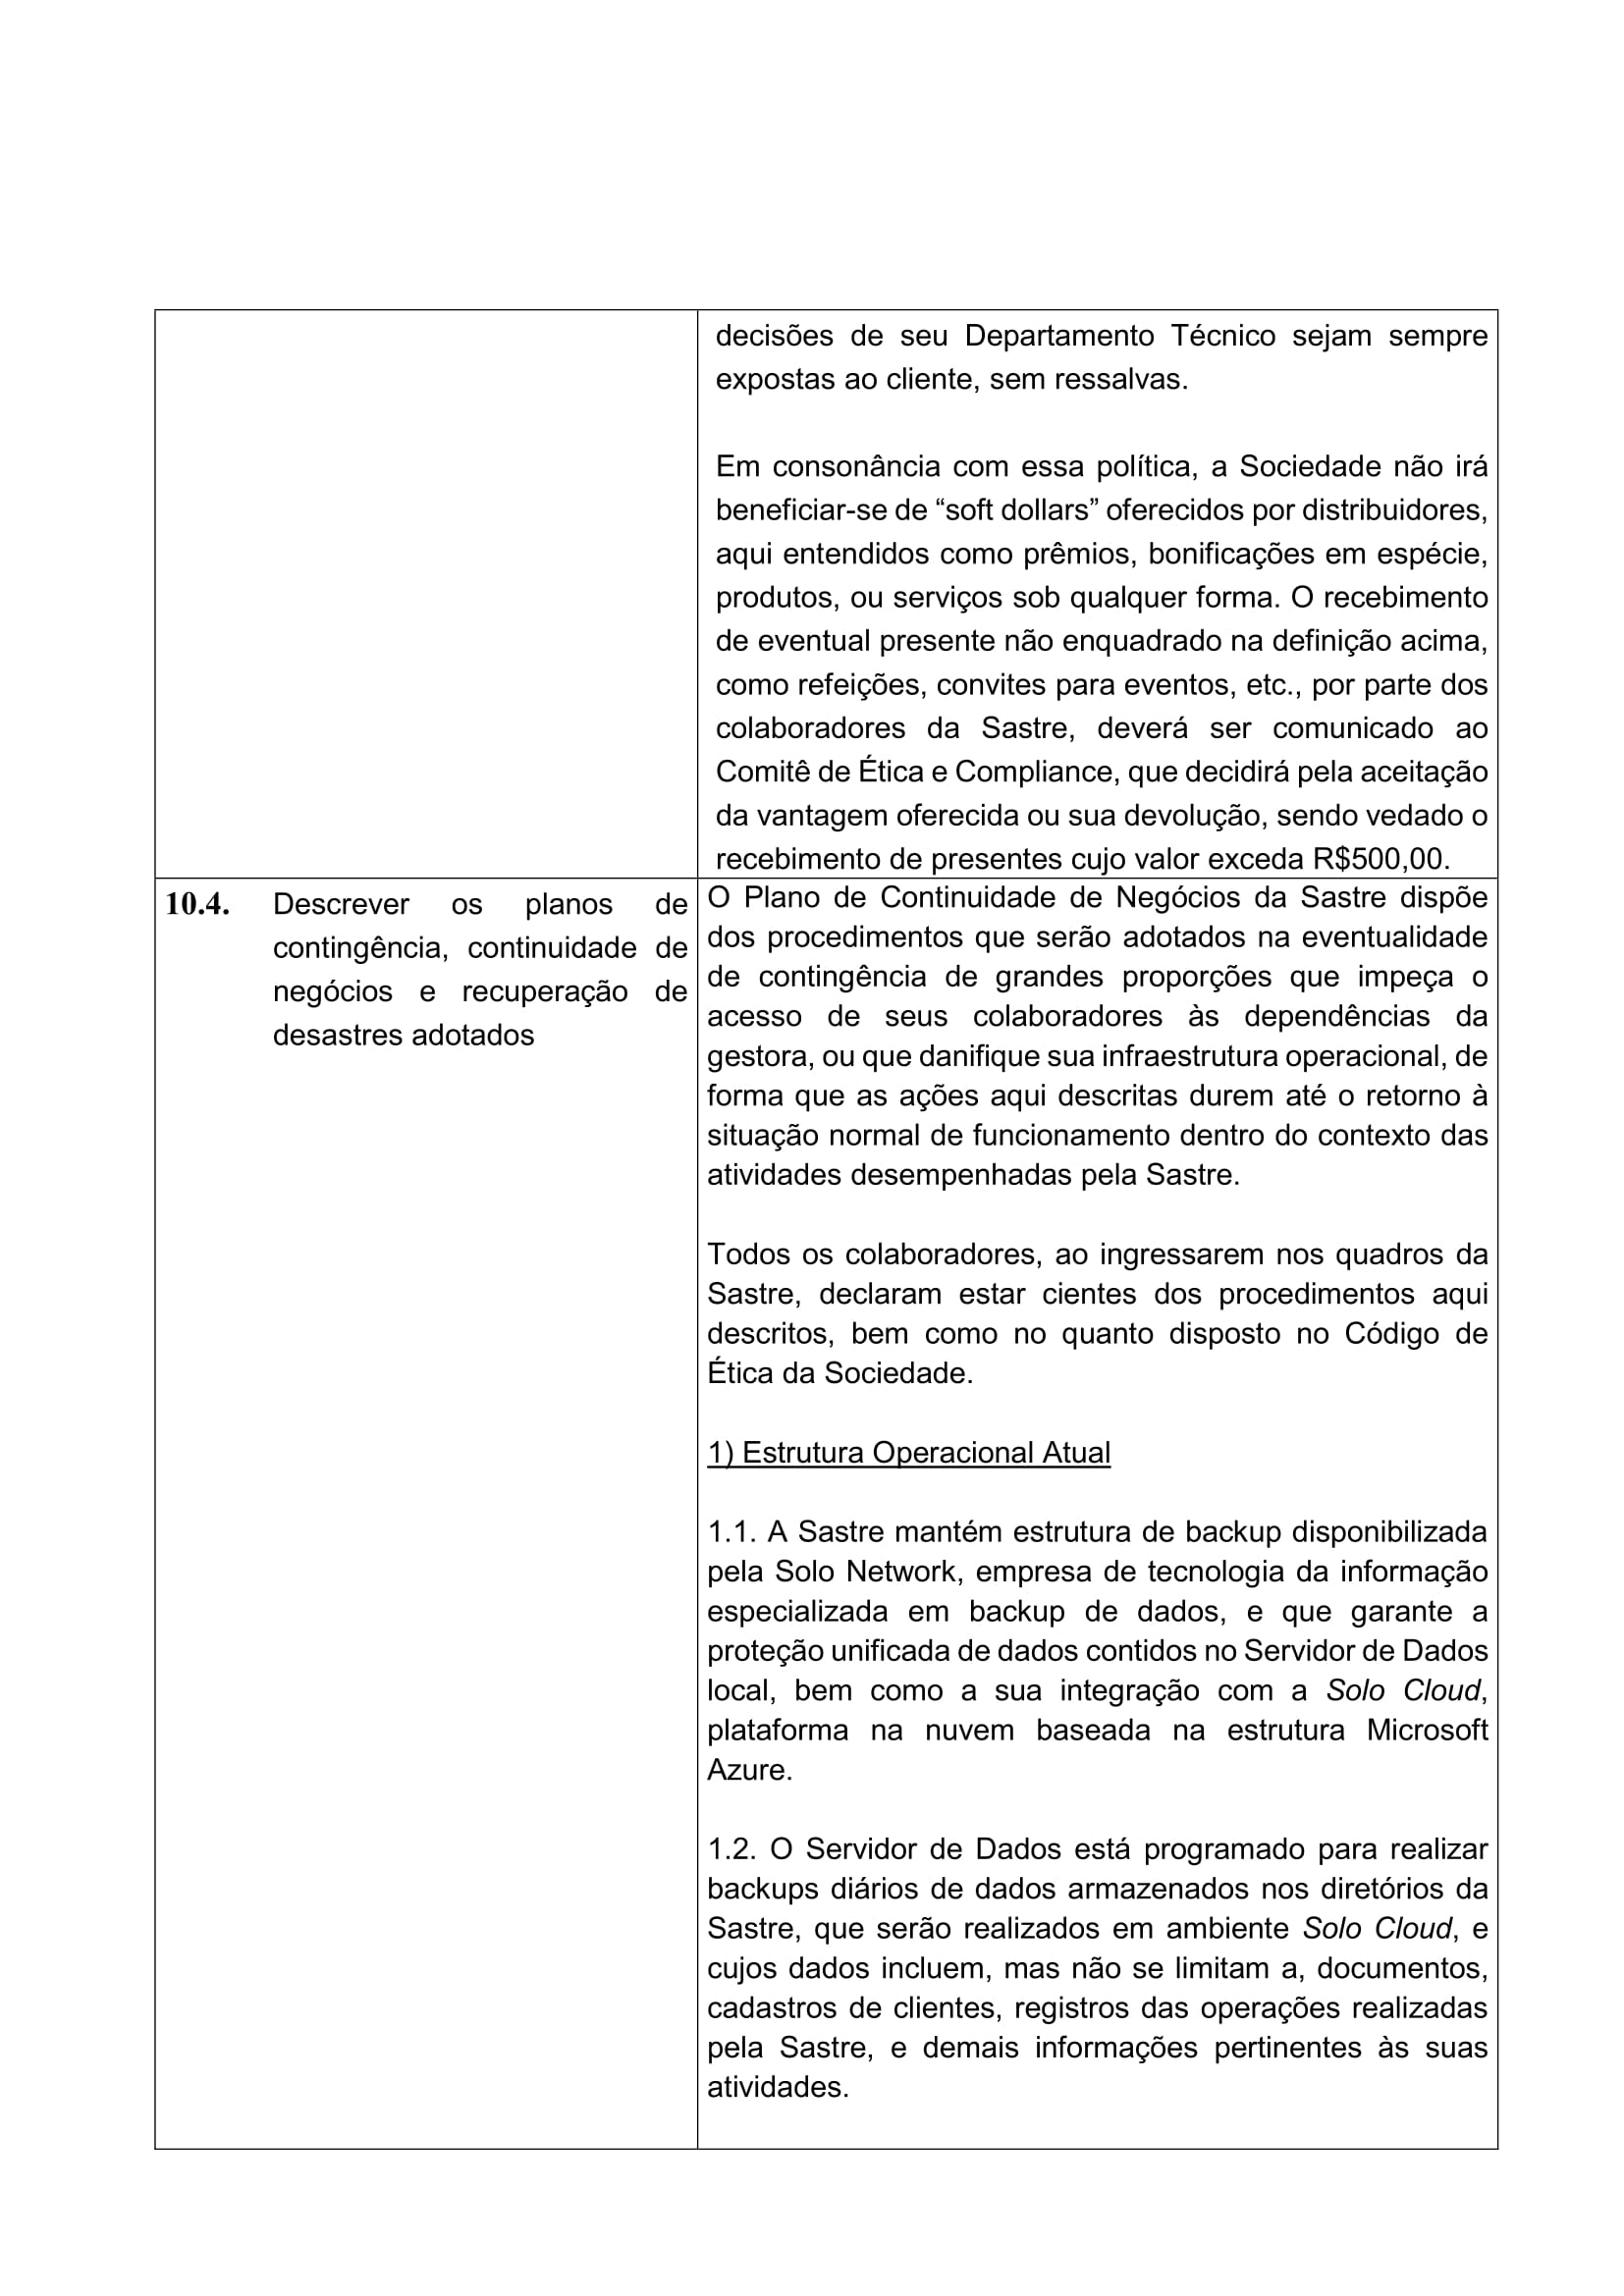 decisões de seu Departamento Técnico sejam sempre
expostas ao cliente, sem ressalvas.
Em consonância com essa política, a Sociedade não irá
beneficiar-se de “soft dollars” oferecidos por distribuidores,
aqui entendidos como prêmios, bonificações em espécie,
produtos, ou serviços sob qualquer forma. O recebimento
de eventual presente não enquadrado na definição acima,
como refeições, convites para eventos, etc., por parte dos
colaboradores da Sastre, deverá ser comunicado ao
Comitê de Ética e Compliance, que decidirá pela aceitação
da vantagem oferecida ou sua devolução, sendo vedado o
recebimento de presentes cujo valor exceda R$500,00.
10.4. Descrever os planos de
contingência, continuidade de
negócios e recuperação de
desastres adotados
O Plano de Continuidade de Negócios da Sastre dispõe
dos procedimentos que serão adotados na eventualidade
de contingência de grandes proporções que impeça o
acesso de seus colaboradores às dependências da
gestora, ou que danifique sua infraestrutura operacional, de
forma que as ações aqui descritas durem até o retorno à
situação normal de funcionamento dentro do contexto das
atividades desempenhadas pela Sastre.
Todos os colaboradores, ao ingressarem nos quadros da
Sastre, declaram estar cientes dos procedimentos aqui
descritos, bem como no quanto disposto no Código de
Ética da Sociedade.
1) Estrutura Operacional Atual
1.1. A Sastre mantém estrutura de backup disponibilizada
pela Solo Network, empresa de tecnologia da informação
especializada em backup de dados, e que garante a
proteção unificada de dados contidos no Servidor de Dados
local, bem como a sua integração com a Solo Cloud,
plataforma na nuvem baseada na estrutura Microsoft
Azure.
1.2. O Servidor de Dados está programado para realizar
backups diários de dados armazenados nos diretórios da
Sastre, que serão realizados em ambiente Solo Cloud, e
cujos dados incluem, mas não se limitam a, documentos,
cadastros de clientes, registros das operações realizadas
pela Sastre, e demais informações pertinentes às suas
atividades.